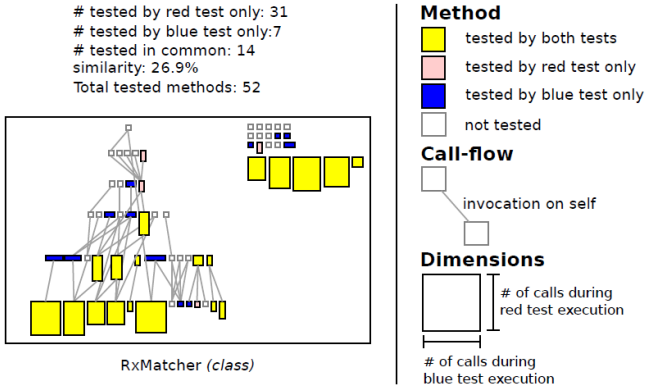 # tested by red test only: 31
# tested by blue test only:7
# tested in common: 14
similarity: 26.9%
Total tested methods: 52
RxMatcher (class)
Method
tested by both tests
tested by red test only
tested by blue test only
not tested
Call-flow
invocation on self
Dimensions
# of calls during
red test execution
# of calls during
blue test execution